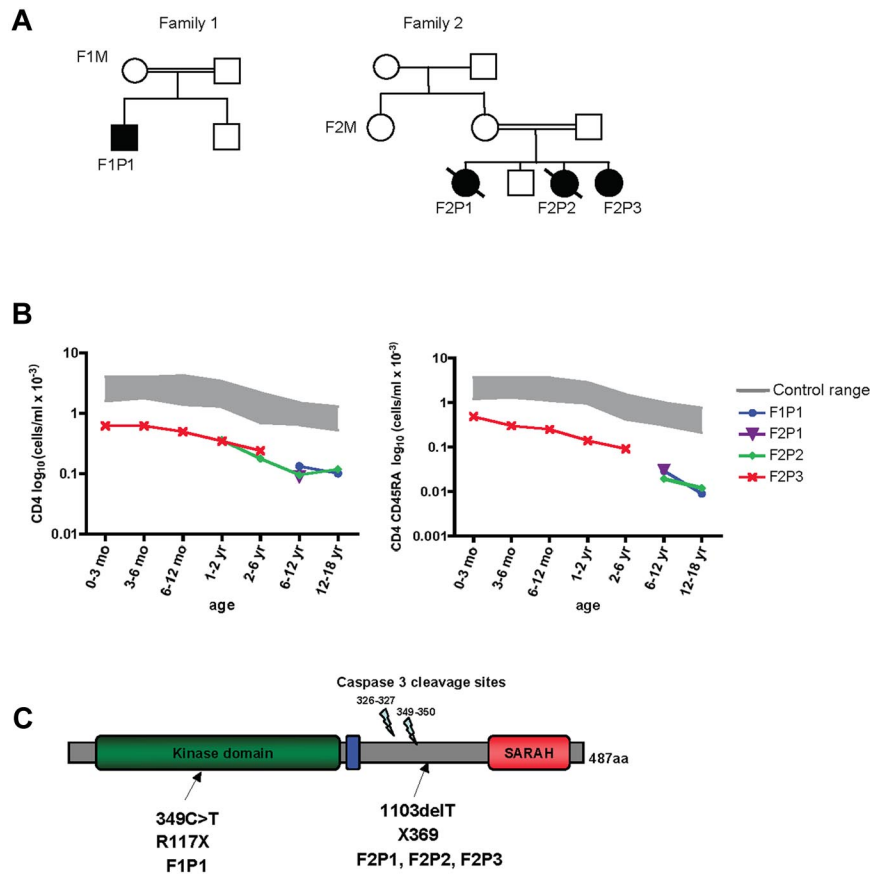 A
Family 1
Family 2
F1M
F2M
F1P1
F2P1
F2P2
F2P3
B
CD4 log10 (cells/ml x 10-3)
10
1
0.1
0.01
0-3 mo
3-6 mo
6-12 mo
1-2 yr
2-6 yr
6-12 yr
12-18 yr
age
CD4 CD45RA log10 (cells/ml x 10-3)
10
1
0.1
0.01
0.001
0-3 mo
3-6 mo
6-12 mo
1-2 yr
2-6 yr
6-12 yr
12-18 yr
age
Control range
F1P1
F2P1
F2P2
F2P3
C
Caspase 3 cleavage sites
326-327
349-350
Kinase domain
SARAH
487aa
349C>T
R117X
F1P1
1103delT
X369
F2P1, F2P2, F2P3